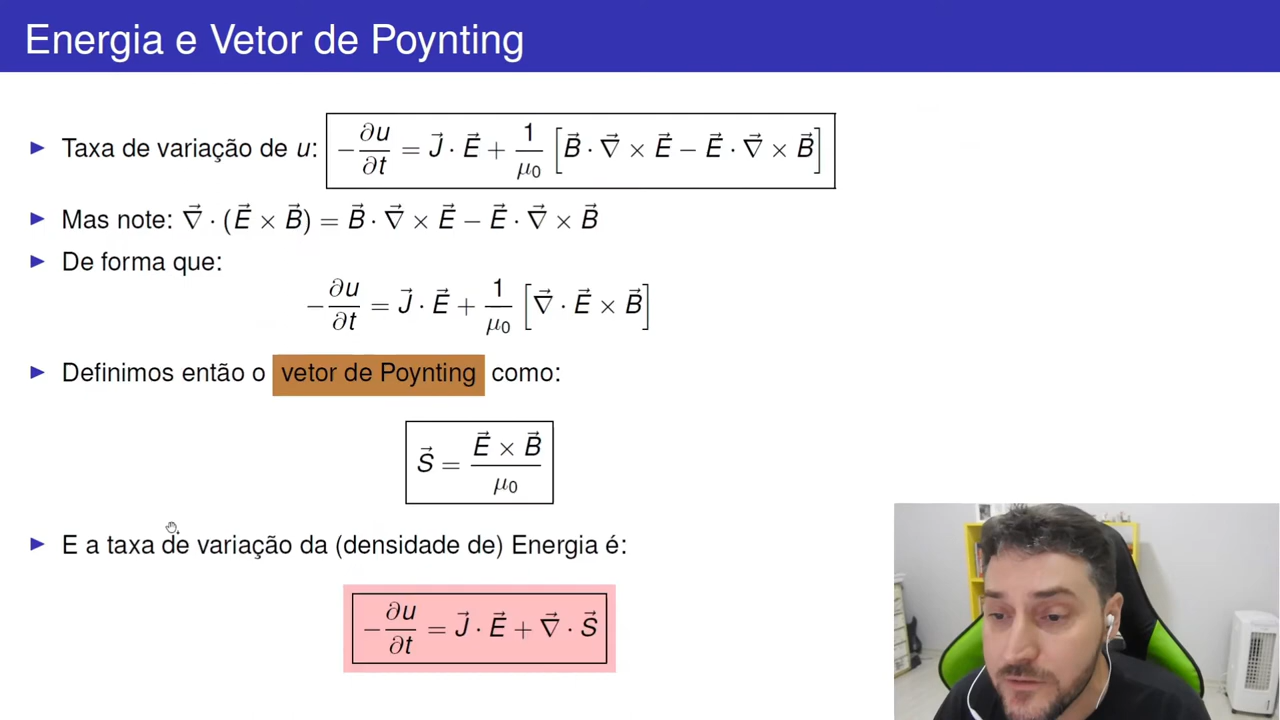 Energia e Vetor de Poynting
▶ Taxa de variação de u: −∂u/∂t = J⃗ · E⃗ + 1/μ₀ [B⃗ · ∇⃗ × E⃗ − E⃗ · ∇⃗ × B⃗]
▶ Mas note: ∇⃗ · (E⃗ × B⃗) = B⃗ · ∇⃗ × E⃗ − E⃗ · ∇⃗ × B⃗
▶ De forma que:
−∂u/∂t = J⃗ · E⃗ + 1/μ₀ [∇⃗ · E⃗ × B⃗]
▶ Definimos então o vetor de Poynting como:
S⃗ = E⃗ × B⃗ / μ₀
▶ E a taxa de variação da (densidade de) Energia é:
−∂u/∂t = J⃗ · E⃗ + ∇⃗ · S⃗